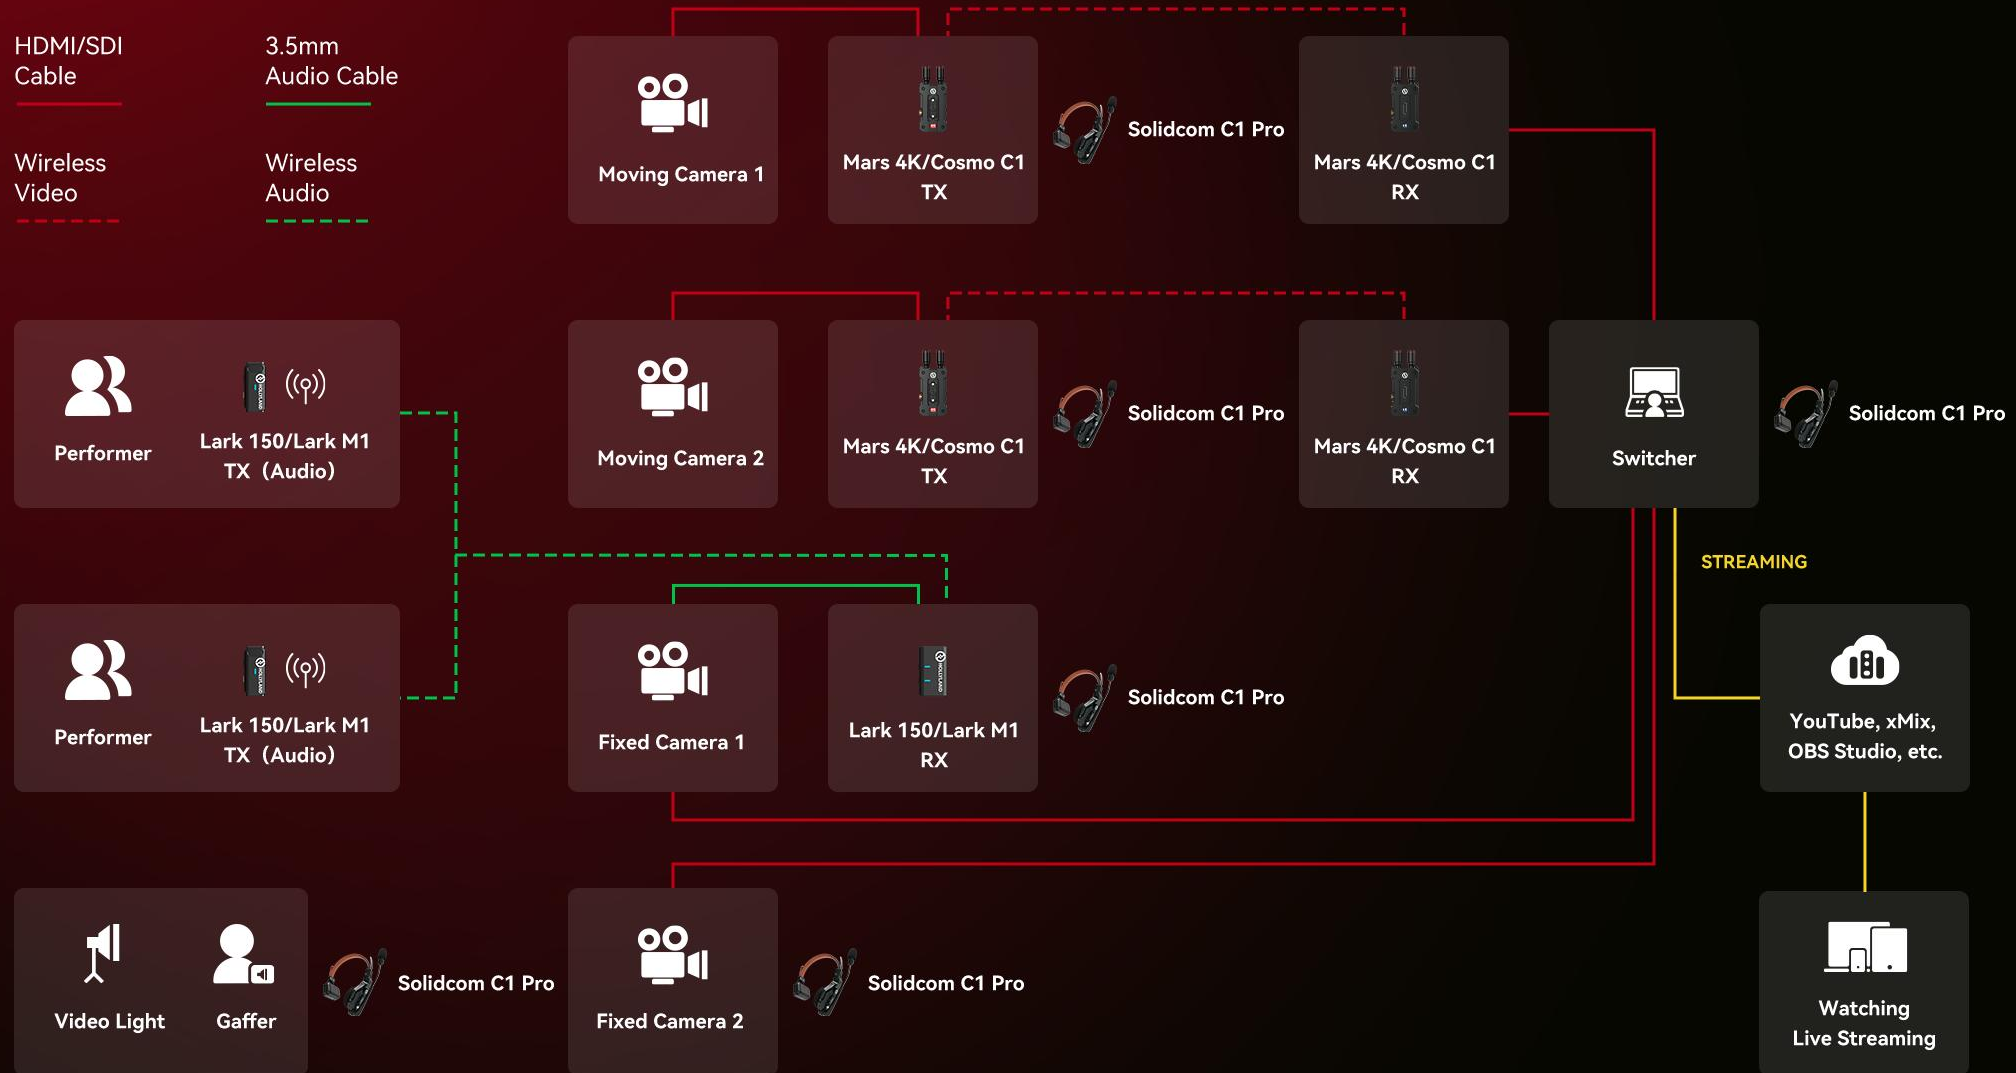 HDMI/SDI
Cable
3.5mm
Audio Cable
Wireless
Video
Wireless
Audio
Moving Camera 1
Mars 4K/Cosmo C1
TX
Solidcom C1 Pro
Mars 4K/Cosmo C1
RX
Performer
Lark 150/Lark M1
TX（Audio）
Moving Camera 2
Mars 4K/Cosmo C1
TX
Solidcom C1 Pro
Mars 4K/Cosmo C1
RX
Switcher
Solidcom C1 Pro
STREAMING
Performer
HOLLYLAND
Lark 150/Lark M1
TX（Audio）
Fixed Camera 1
HOLLYLAND
Lark 150/Lark M1
RX
Solidcom C1 Pro
YouTube, xMix,
OBS Studio, etc.
Video Light
Gaffer
Solidcom C1 Pro
Fixed Camera 2
Solidcom C1 Pro
Watching
Live Streaming